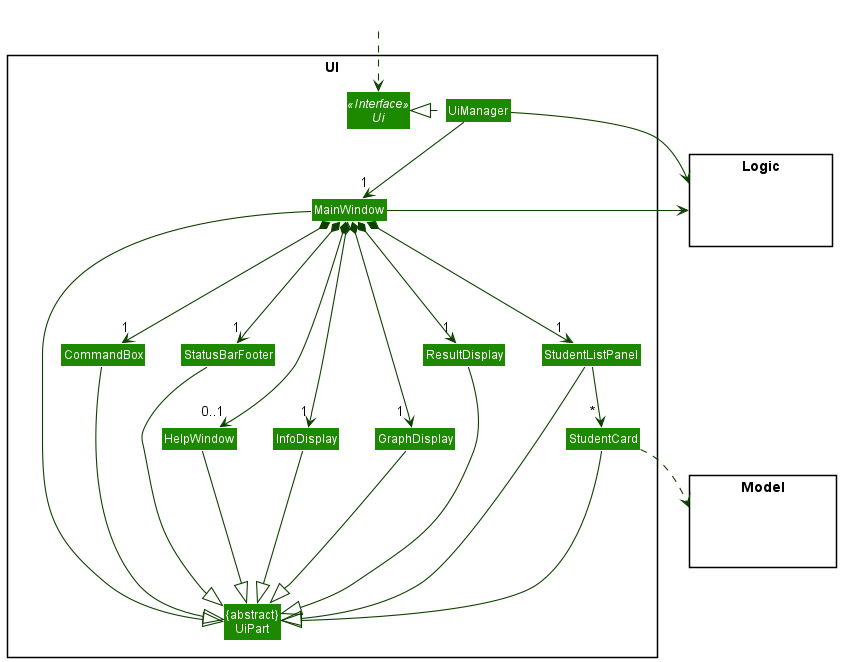 UI
«Interface»
Ui
UiManager
Logic
1
MainWindow
1
1
1
1
CommandBox
StatusBarFooter
ResultDisplay
StudentListPanel
0..1
1
1
*
HelpWindow
InfoDisplay
GraphDisplay
StudentCard
Model
{abstract}
UiPart